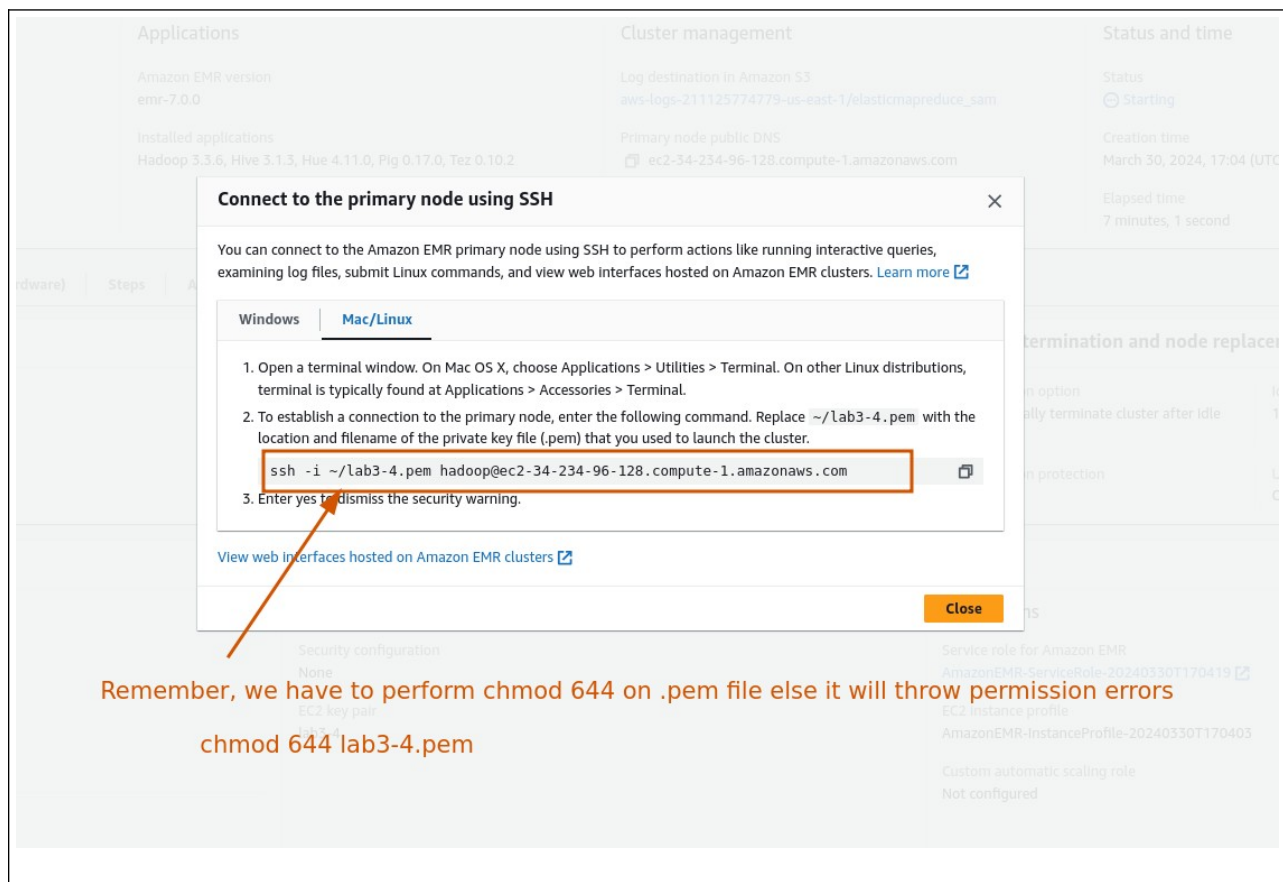 Applications
Cluster management
Status and time
Amazon EMR version
Log destination in Amazon S3
Status
emr-7.0.0
aws-logs-211125774779-us-east-1/elasticmapreduce_sam
Starting
Installed applications
Primary node public DNS
Creation time
Hadoop 3.3.6, Hive 3.1.3, Hue 4.11.0, Pig 0.17.0, Tez 0.10.2
ec2-34-234-96-128.compute-1.amazonaws.com
March 30, 2024, 17:04 (UTC
Elapsed time
7 minutes, 1 second
Connect to the primary node using SSH
You can connect to the Amazon EMR primary node using SSH to perform actions like running interactive queries,
examining log files, submit Linux commands, and view web interfaces hosted on Amazon EMR clusters. Learn more
rdware)
Steps
A
Windows
Mac/Linux
termination and node replacem
1. Open a terminal window. On Mac OS X, choose Applications > Utilities > Terminal. On other Linux distributions,
terminal is typically found at Applications > Accessories > Terminal.
n option
ally terminate cluster after idle
2. To establish a connection to the primary node, enter the following command. Replace ~/lab3-4.pem with the
location and filename of the private key file (.pem) that you used to launch the cluster.
ssh -i ~/lab3-4.pem hadoop@ec2-34-234-96-128.compute-1.amazonaws.com
n protection
3. Enter yes to dismiss the security warning.
View web interfaces hosted on Amazon EMR clusters
Close
ns
Security configuration
Service role for Amazon EMR
None
AmazonEMR-ServiceRole-20240330T170419
Remember, we have to perform chmod 644 on .pem file else it will throw permission errors
EC2 key pair
EC2 instance profile
lab3-4
AmazonEMR-InstanceProfile-20240330T170403
chmod 644 lab3-4.pem
Custom automatic scaling role
Not configured